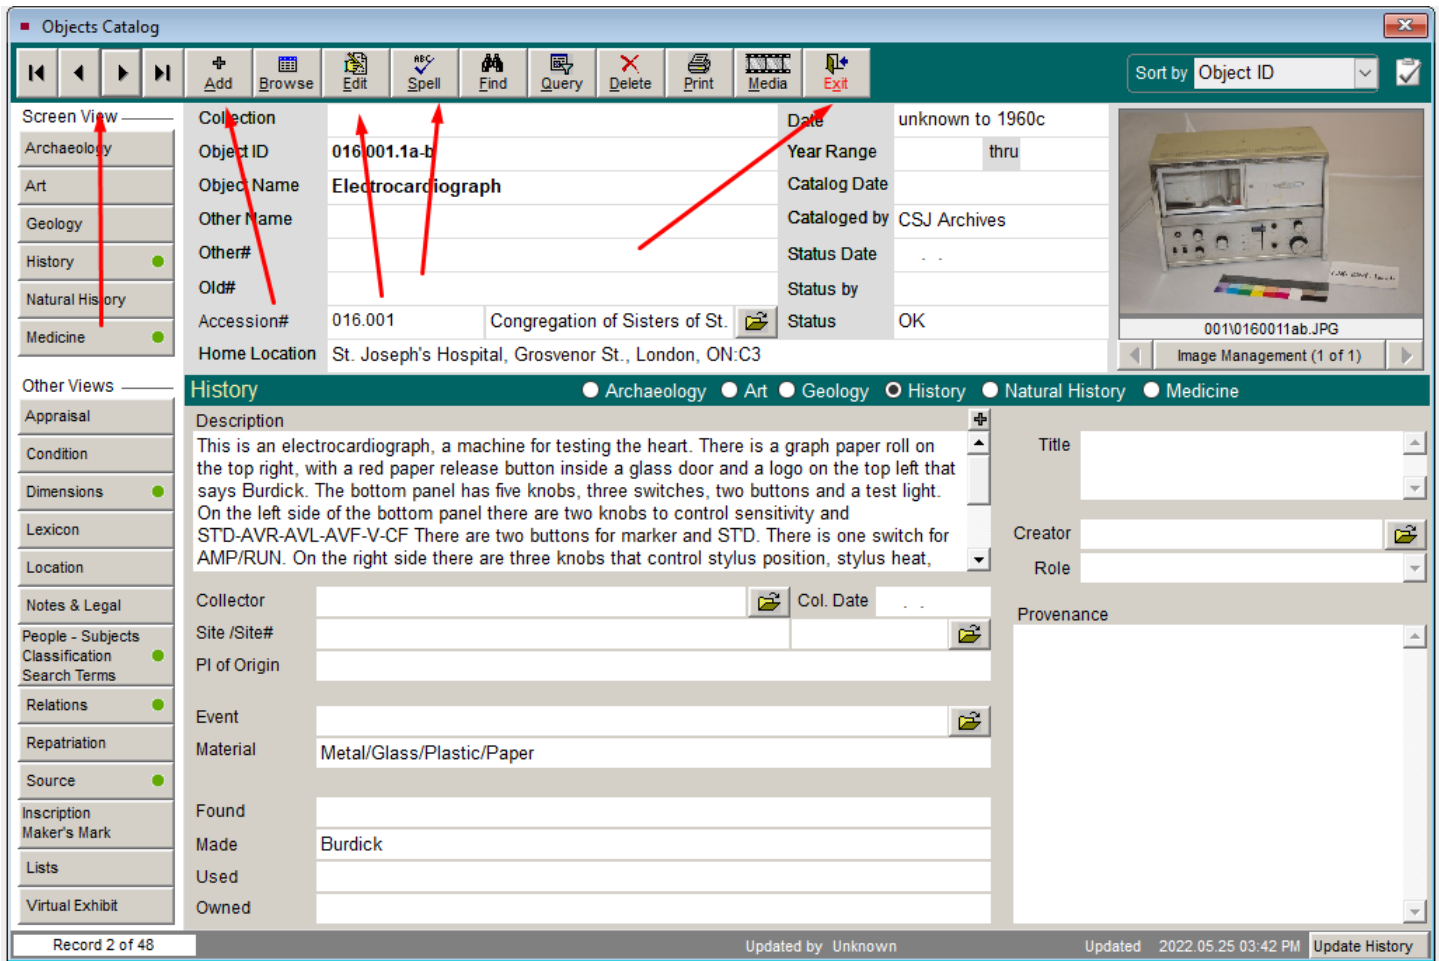 Objects Catalog
Add Browse Edit ABC Spell Find Query Delete Print Media Exit
Sort by Object ID
Screen View
Archaeology
Art
Geology
History
Natural History
Medicine
Other Views
Appraisal
Condition
Dimensions
Lexicon
Location
Notes & Legal
People - Subjects
Classification
Search Terms
Relations
Repatriation
Source
Inscription
Maker's Mark
Lists
Virtual Exhibit
Collection
Object ID 016.001.1a-b
Object Name Electrocardiograph
Other Name
Other#
Old#
Accession# 016.001 Congregation of Sisters of St.
Home Location St. Joseph's Hospital, Grosvenor St., London, ON:C3
Date unknown to 1960c
Year Range thru
Catalog Date
Cataloged by CSJ Archives
Status Date . .
Status by
Status OK
001\0160011ab.JPG
Image Management (1 of 1)
History Archaeology Art Geology History Natural History Medicine
Description
This is an electrocardiograph, a machine for testing the heart. There is a graph paper roll on
the top right, with a red paper release button inside a glass door and a logo on the top left that
says Burdick. The bottom panel has five knobs, three switches, two buttons and a test light.
On the left side of the bottom panel there are two knobs to control sensitivity and
ST'D-AVR-AVL-AVF-V-CF There are two buttons for marker and ST'D. There is one switch for
AMP/RUN. On the right side there are three knobs that control stylus position, stylus heat,
Collector Col. Date . .
Site /Site#
Pl of Origin
Event
Material Metal/Glass/Plastic/Paper
Found
Made Burdick
Used
Owned
Title
Creator
Role
Provenance
Record 2 of 48 Updated by Unknown Updated 2022.05.25 03:42 PM Update History